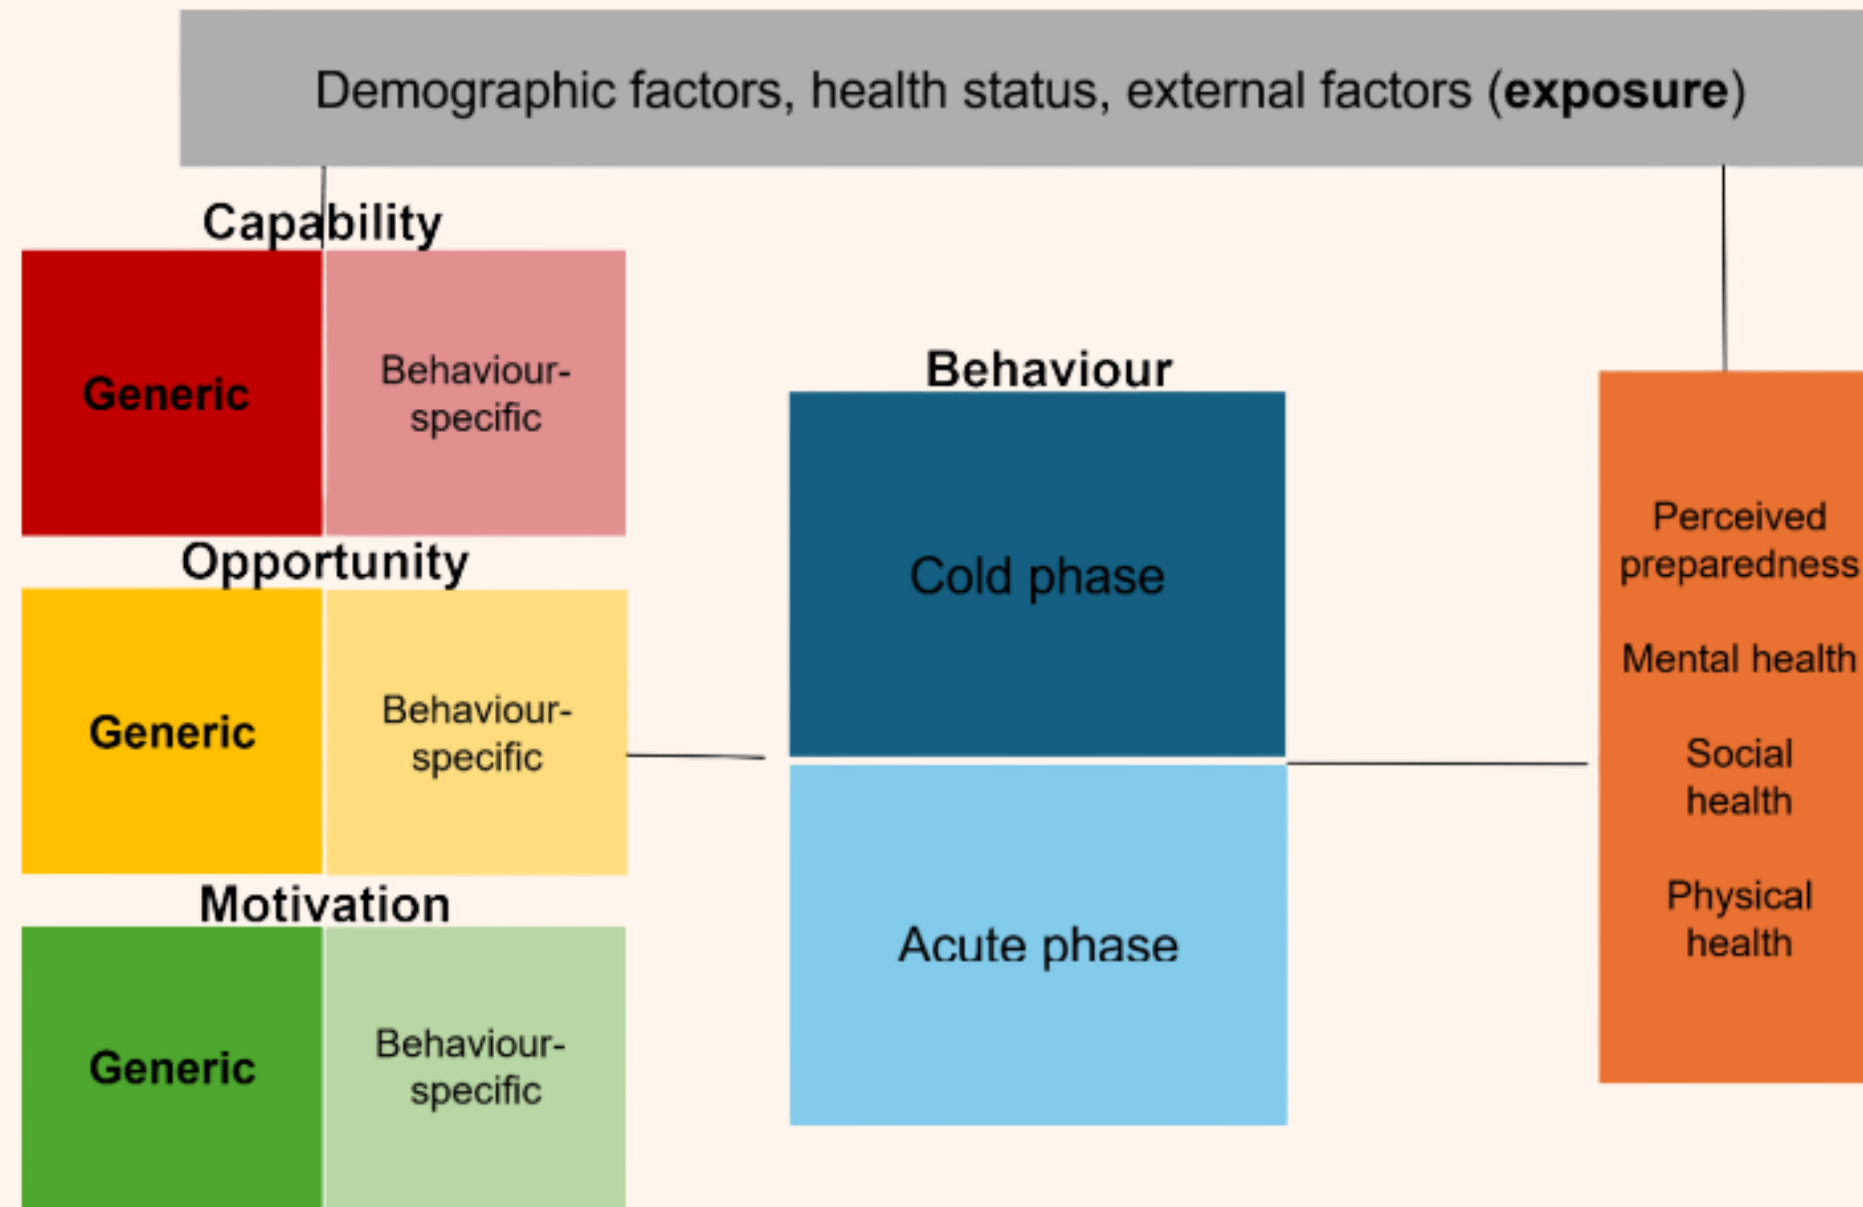 Demographic factors, health status, external factors (exposure)
Capability
Generic
Behaviour-
specific
Opportunity
Generic
Behaviour-
specific
Motivation
Generic
Behaviour-
specific
Behaviour
Cold phase
Acute phase
Perceived
preparedness
Mental health
Social
health
Physical
health